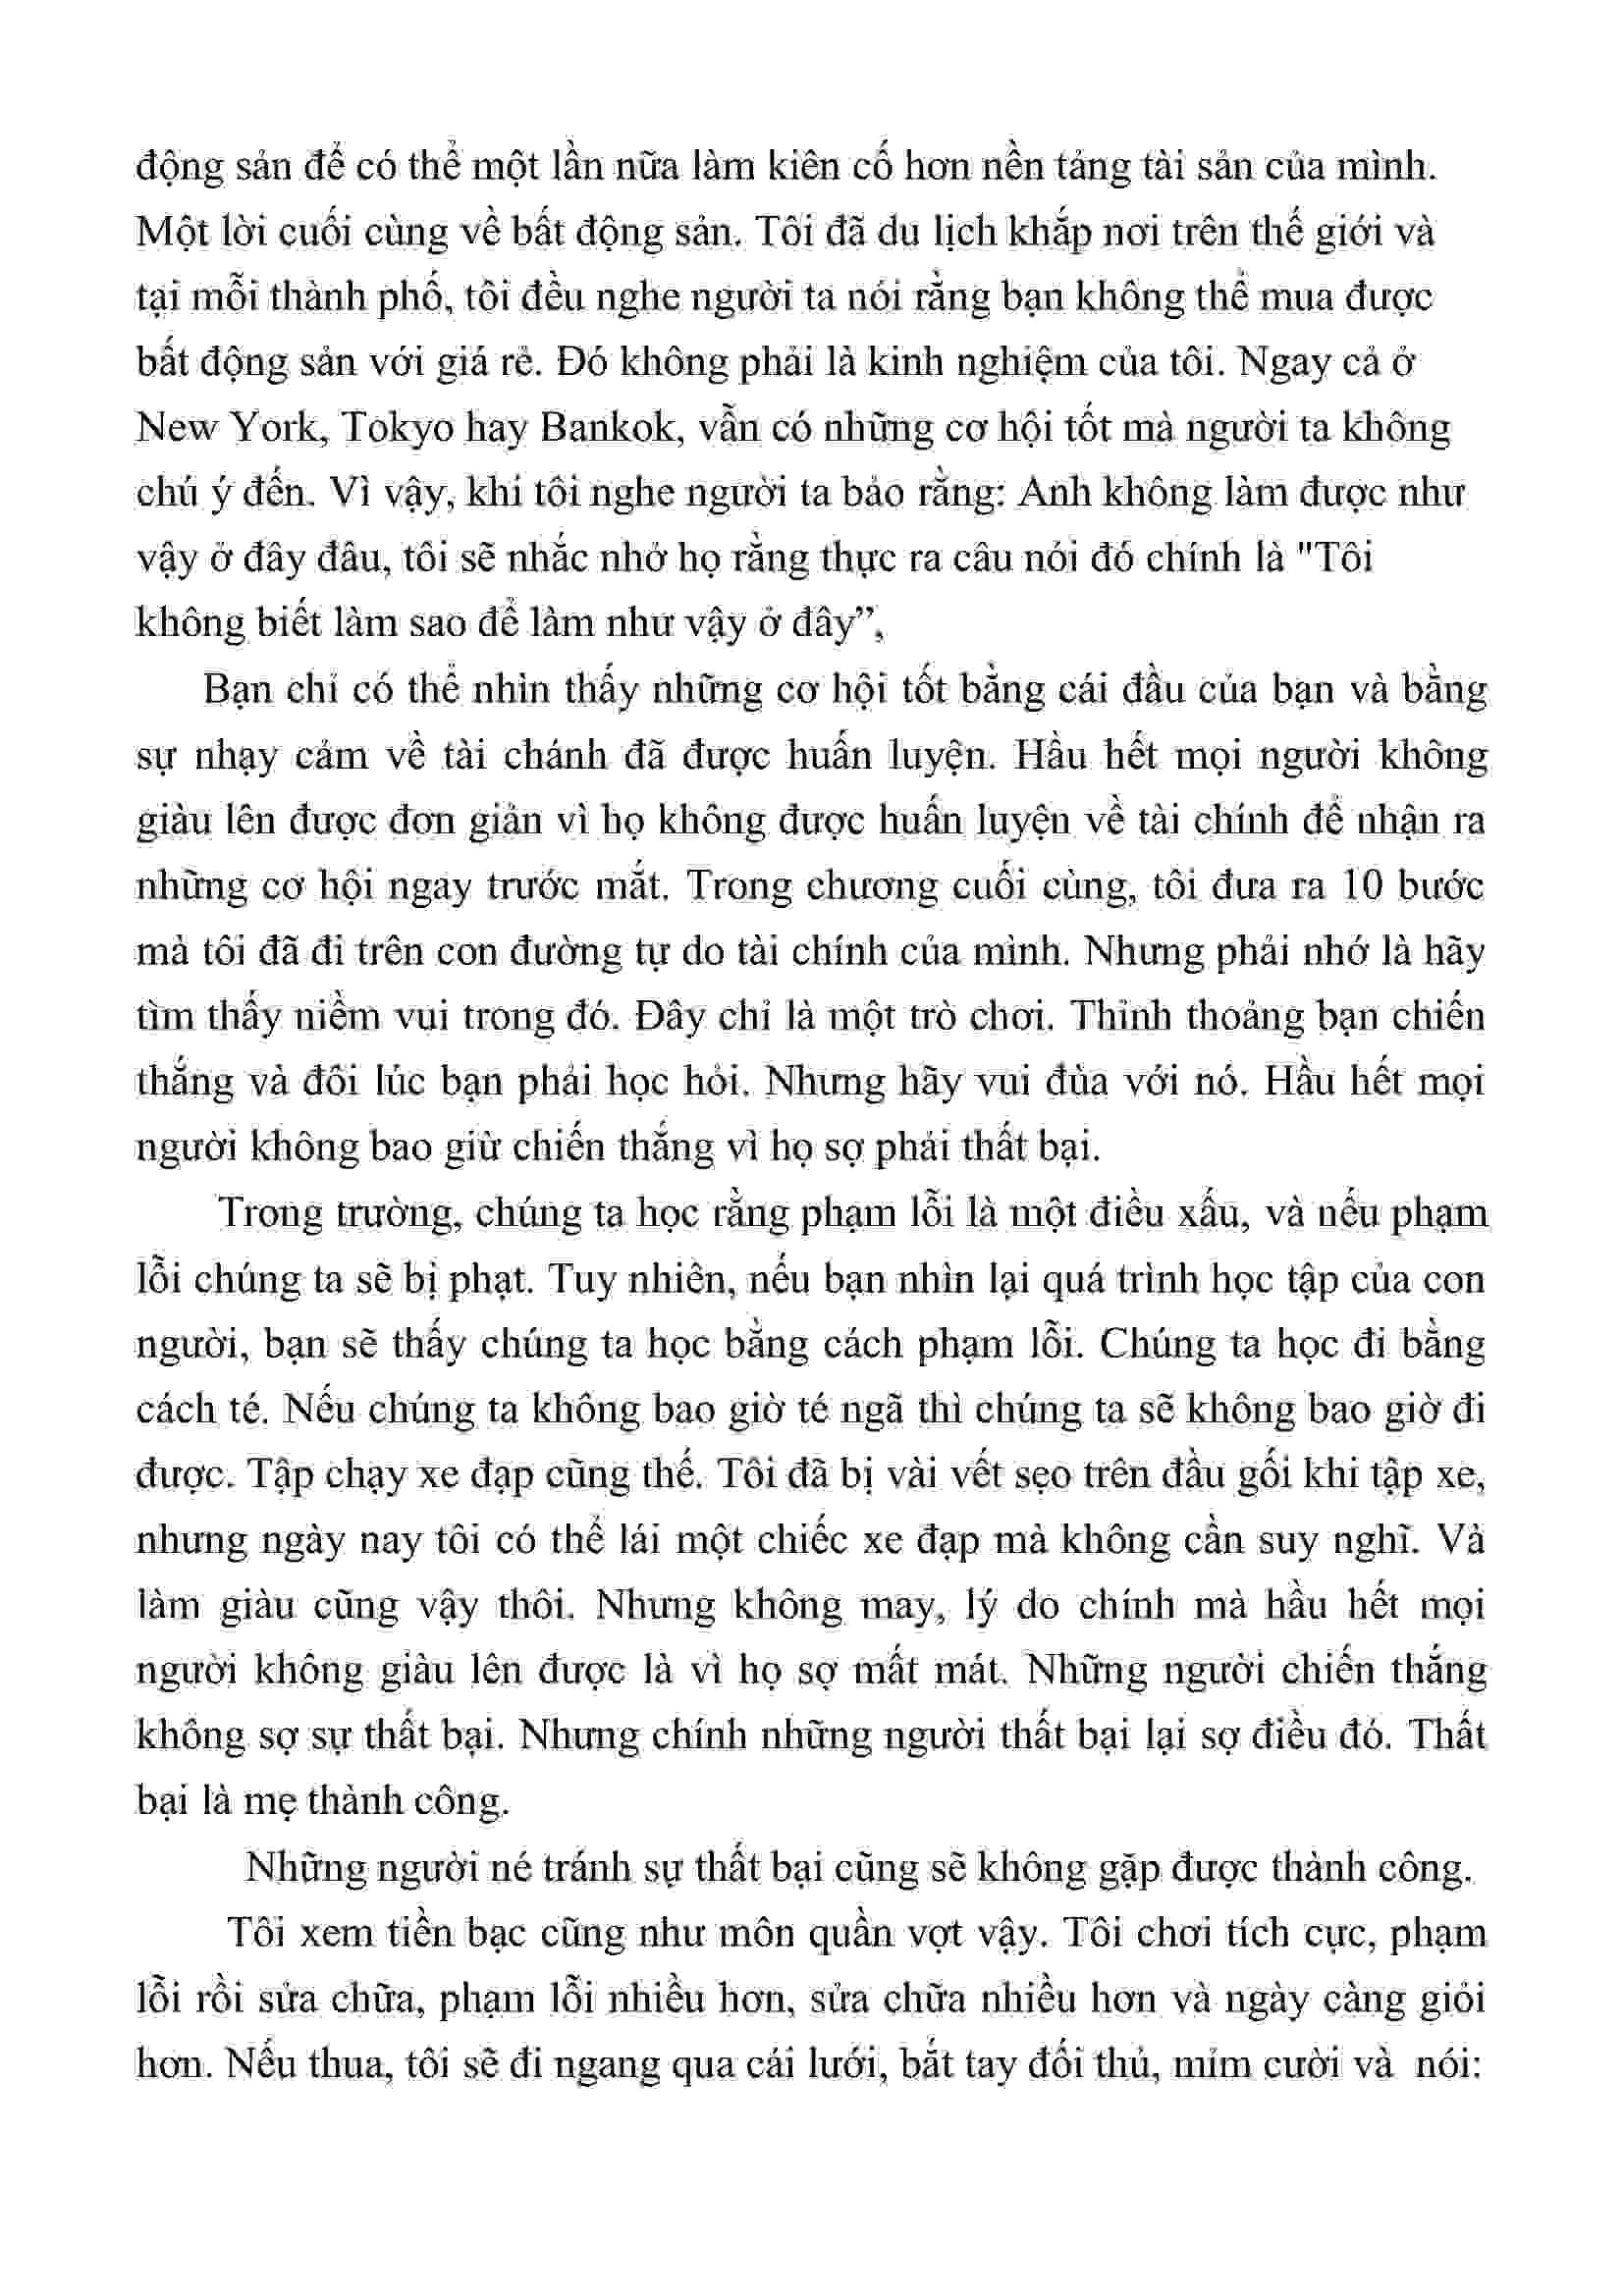 động sản để có thể một lần nữa làm kiên cố hơn nền tảng tài sản của mình.
Một lời cuối cùng về bất động sản. Tôi đã du lịch khắp nơi trên thế giới và
tại mỗi thành phố, tôi đều nghe người ta nói rằng bạn không thể mua được
bất động sản với giá rẻ. Đó không phải là kinh nghiệm của tôi. Ngay cả ở
New York, Tokyo hay Bankok, vẫn có những cơ hội tốt mà người ta không
chú ý đến. Vì vậy, khi tôi nghe người ta bảo rằng: Anh không làm được như
vậy ở đây đâu, tôi sẽ nhắc nhở họ rằng thực ra câu nói đó chính là "Tôi
không biết làm sao để làm như vậy ở đây”,
Bạn chỉ có thể nhìn thấy những cơ hội tốt bằng cái đầu của bạn và bằng
sự nhạy cảm về tài chánh đã được huấn luyện. Hầu hết mọi người không
giàu lên được đơn giản vì họ không được huấn luyện về tài chính để nhận ra
những cơ hội ngay trước mắt. Trong chương cuối cùng, tôi đưa ra 10 bước
mà tôi đã đi trên con đường tự do tài chính của mình. Nhưng phải nhớ là hãy
tìm thấy niềm vui trong đó. Đây chỉ là một trò chơi. Thỉnh thoảng bạn chiến
thắng và đôi lúc bạn phải học hỏi. Nhưng hãy vui đùa với nó. Hầu hết mọi
người không bao giừ chiến thắng vì họ sợ phải thất bại.
Trong trường, chúng ta học rằng phạm lỗi là một điều xấu, và nếu phạm
lỗi chúng ta sẽ bị phạt. Tuy nhiên, nếu bạn nhìn lại quá trình học tập của con
người, bạn sẽ thấy chúng ta học bằng cách phạm lỗi. Chúng ta học đi bằng
cách té. Nếu chúng ta không bao giờ té ngã thì chúng ta sẽ không bao giờ đi
được. Tập chạy xe đạp cũng thế. Tôi đã bị vài vết sẹo trên đầu gối khi tập xe,
nhưng ngày nay tôi có thể lái một chiếc xe đạp mà không cần suy nghĩ. Và
làm giàu cũng vậy thôi. Nhưng không may, lý do chính mà hầu hết mọi
người không giàu lên được là vì họ sợ mất mát. Những người chiến thắng
không sợ sự thất bại. Nhưng chính những người thất bại lại sợ điều đó. Thất
bại là mẹ thành công.
Những người né tránh sự thất bại cũng sẽ không gặp được thành công.
Tôi xem tiền bạc cũng như môn quần vợt vậy. Tôi chơi tích cực, phạm
lỗi rồi sửa chữa, phạm lỗi nhiều hơn, sửa chữa nhiều hơn và ngày càng giỏi
hơn. Nếu thua, tôi sẽ đi ngang qua cái lưới, bắt tay đối thủ, mỉm cười và nói: